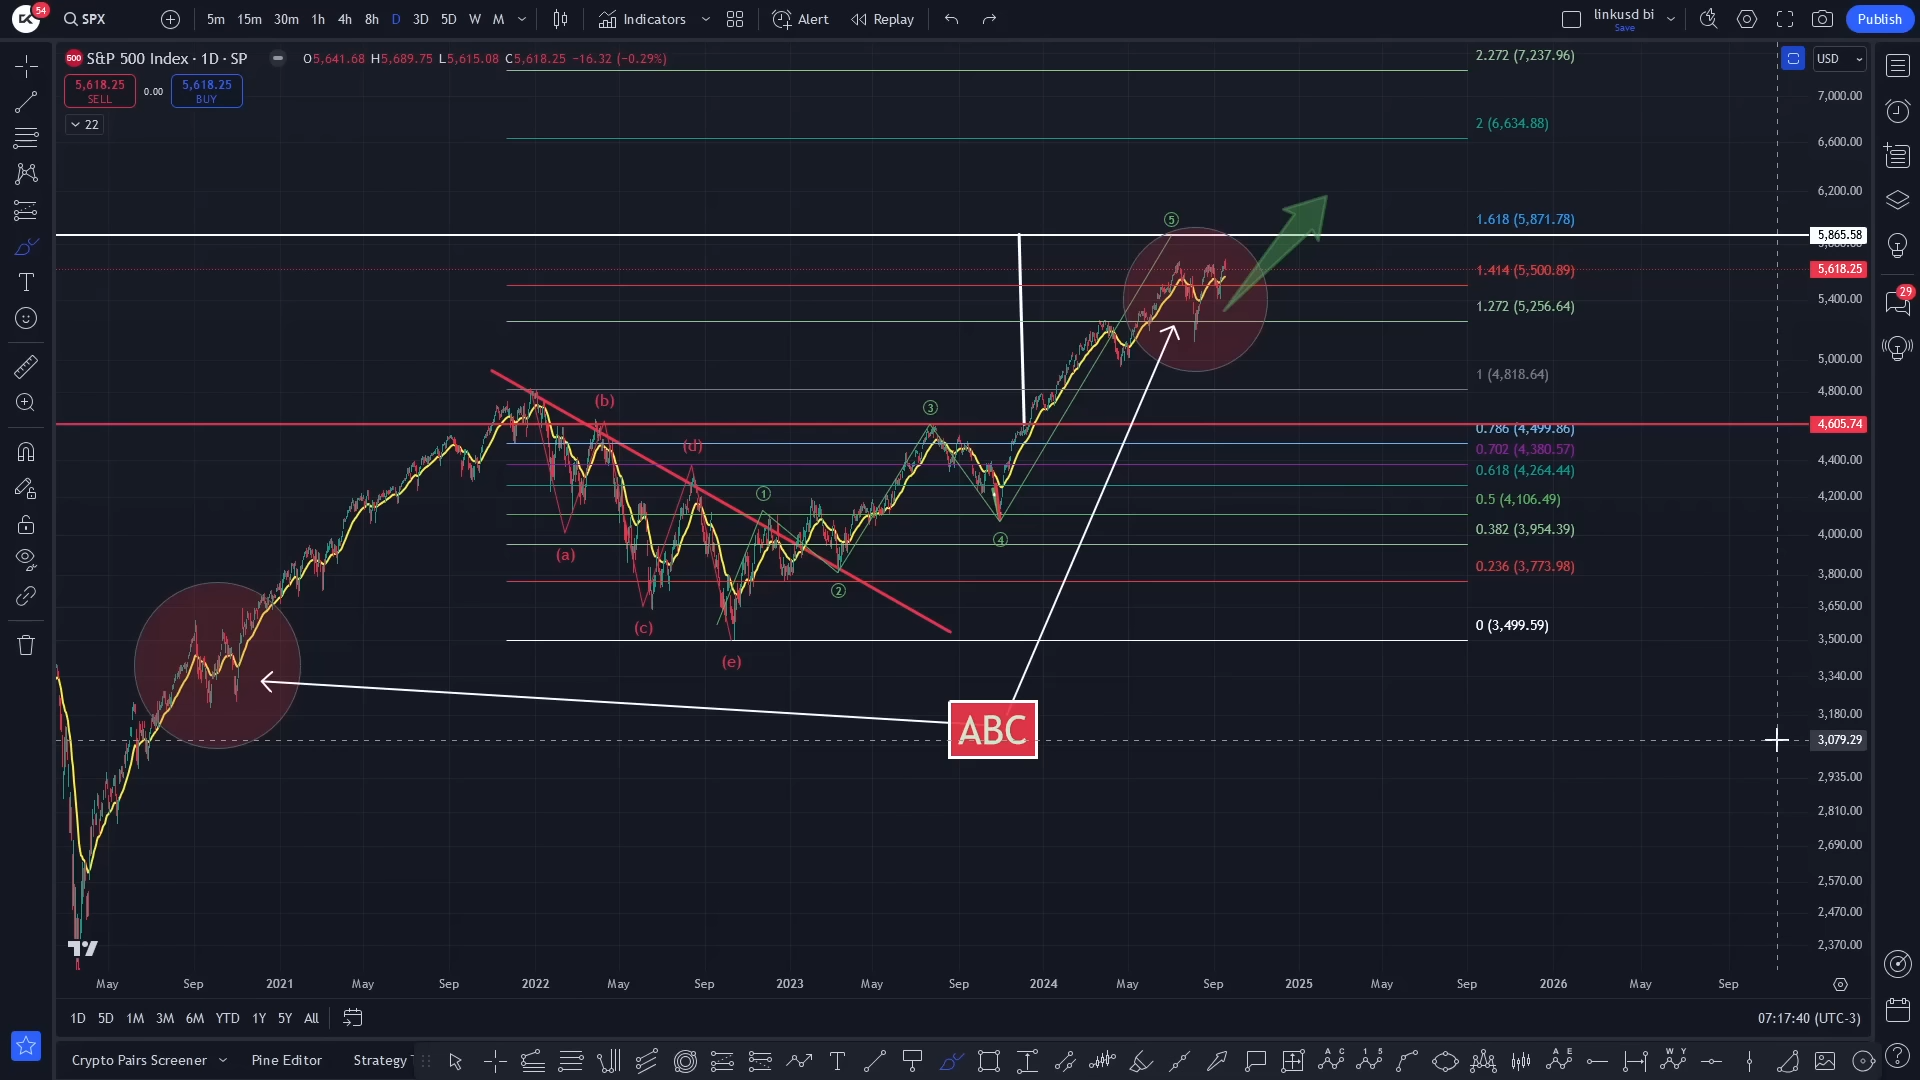 54
SPX
5m 15m 30m 1h 4h 8h D 3D 5D W M
Indicators
Alert
Replay
linkusd bi
Save
Publish
500 S&P 500 Index · 1D · SP
O5,641.68 H5,689.75 L5,615.08 C5,618.25 −16.32 (−0.29%)
5,618.25
SELL
0.00
5,618.25
BUY
22
USD
2.272 (7,237.96)
7,000.00
2 (6,634.88)
6,600.00
6,200.00
1.618 (5,871.78)
5
5,865.58
1.414 (5,500.89)
5,618.25
5,400.00
29
1.272 (5,256.64)
5,000.00
1 (4,818.64)
4,800.00
(b)
3
4,605.74
0.786 (4,499.86)
(d)
0.702 (4,380.57)
4,400.00
0.618 (4,264.44)
1
0.5 (4,106.49)
4,200.00
0.382 (3,954.39)
4,000.00
4
(a)
0.236 (3,773.98)
3,800.00
2
3,650.00
(c)
0 (3,499.59)
3,500.00
(e)
3,340.00
3,180.00
ABC
3,079.29
2,935.00
2,810.00
2,690.00
2,570.00
2,470.00
2,370.00
May Sep 2021 May Sep 2022 May Sep 2023 May Sep 2024 May Sep 2025 May Sep 2026 May Sep
1D 5D 1M 3M 6M YTD 1Y 5Y All
07:17:40 (UTC-3)
Crypto Pairs Screener
Pine Editor
Strategy